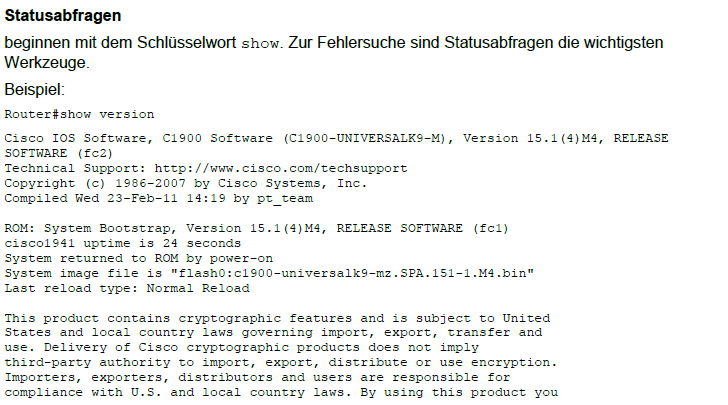 Statusabfragen
beginnen mit dem Schlüsselwort show. Zur Fehlersuche sind Statusabfragen die wichtigsten
Werkzeuge.
Beispiel:
Router#show version
Cisco IOS Software, C1900 Software (C1900-UNIVERSALK9-M), Version 15.1(4)M4, RELEASE
SOFTWARE (fc2)
Technical Support: http://www.cisco.com/techsupport
Copyright (c) 1986-2007 by Cisco Systems, Inc.
Compiled Wed 23-Feb-11 14:19 by pt_team
ROM: System Bootstrap, Version 15.1(4)M4, RELEASE SOFTWARE (fc1)
cisco1941 uptime is 24 seconds
System returned to ROM by power-on
System image file is "flash0:c1900-universalk9-mz.SPA.151-1.M4.bin"
Last reload type: Normal Reload
This product contains cryptographic features and is subject to United
States and local country laws governing import, export, transfer and
use. Delivery of Cisco cryptographic products does not imply
third-party authority to import, export, distribute or use encryption.
Importers, exporters, distributors and users are responsible for
compliance with U.S. and local country laws. By using this product you